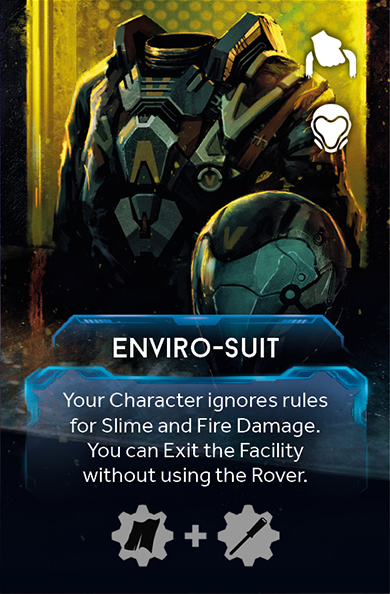 ENVIRO-SUIT
Your Character ignores rules
for Slime and Fire Damage.
You can Exit the Facility
without using the Rover.
+